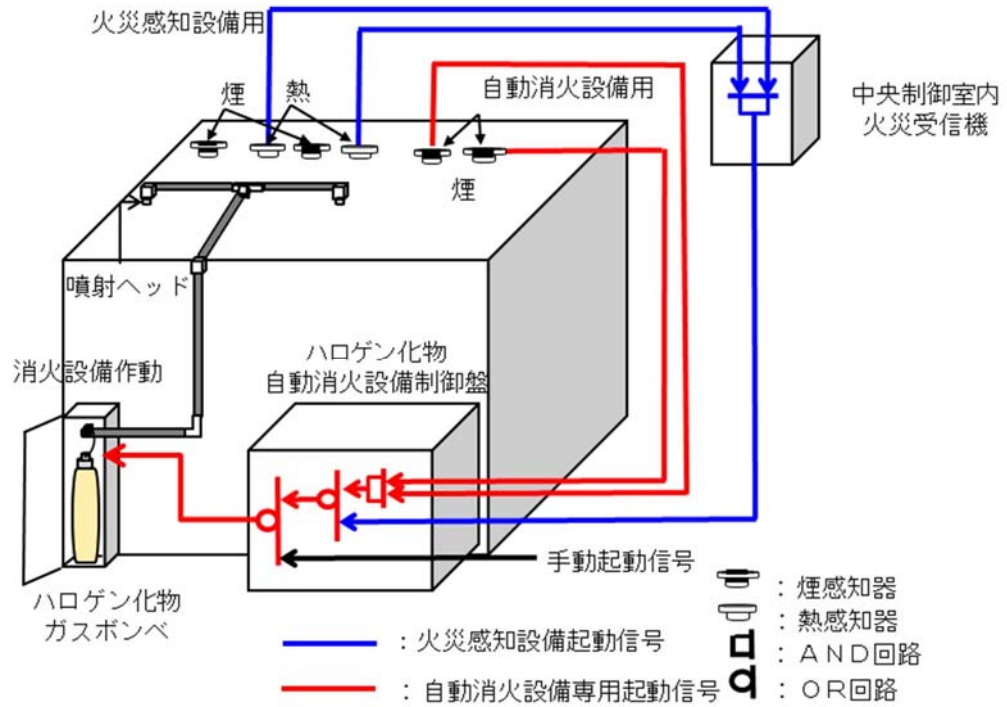 火災感知設備用
煙
熱
自動消火設備用
中央制御室内
火災受信機
煙
噴射ヘッド
ハロゲン化物
自動消火設備制御盤
消火設備作動
手動起動信号
ハロゲン化物
ガスボンベ
：火災感知設備起動信号
：自動消火設備専用起動信号
：煙感知器
：熱感知器
：ＡＮＤ回路
：ＯＲ回路